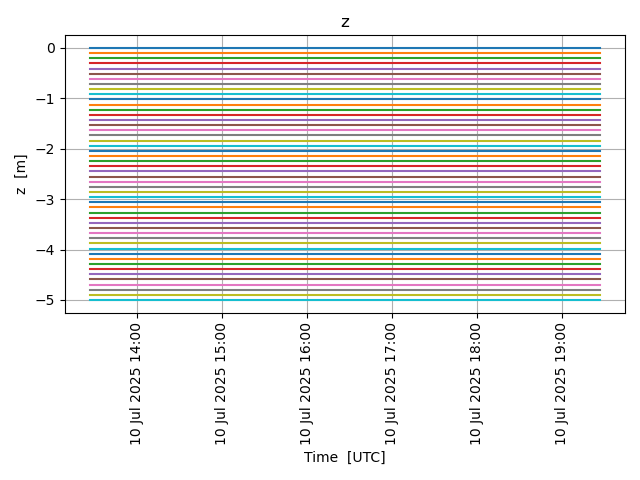 z
0
−1
−2
−3
−4
−5
z [m]
10 Jul 2025 14:00
10 Jul 2025 15:00
10 Jul 2025 16:00
10 Jul 2025 17:00
10 Jul 2025 18:00
10 Jul 2025 19:00
Time [UTC]